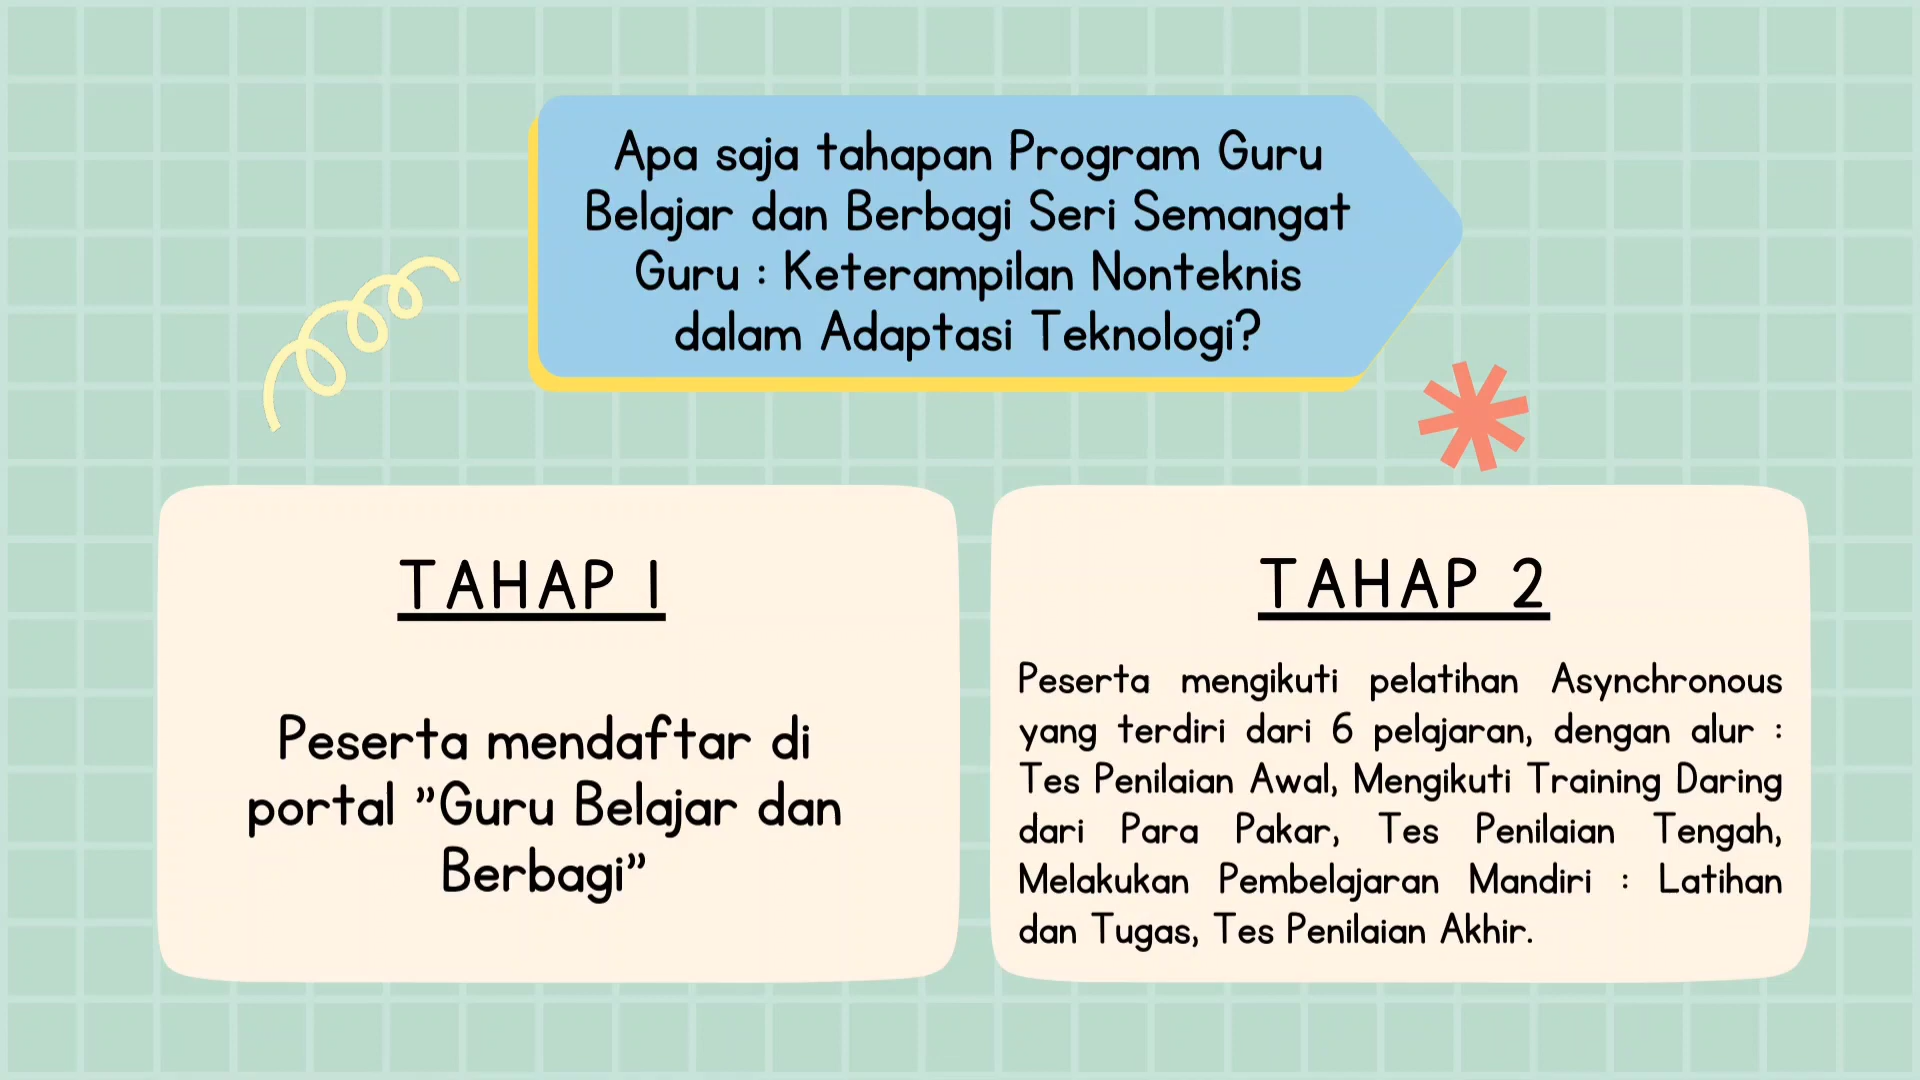 Apa saja tahapan Program Guru
Belajar dan Berbagi Seri Semangat
Guru : Keterampilan Nonteknis
dalam Adaptasi Teknologi?
TAHAP 1
Peserta mendaftar di
portal ”Guru Belajar dan
Berbagi”
TAHAP 2
Peserta mengikuti pelatihan Asynchronous
yang terdiri dari 6 pelajaran, dengan alur :
Tes Penilaian Awal, Mengikuti Training Daring
dari Para Pakar, Tes Penilaian Tengah,
Melakukan Pembelajaran Mandiri : Latihan
dan Tugas, Tes Penilaian Akhir.